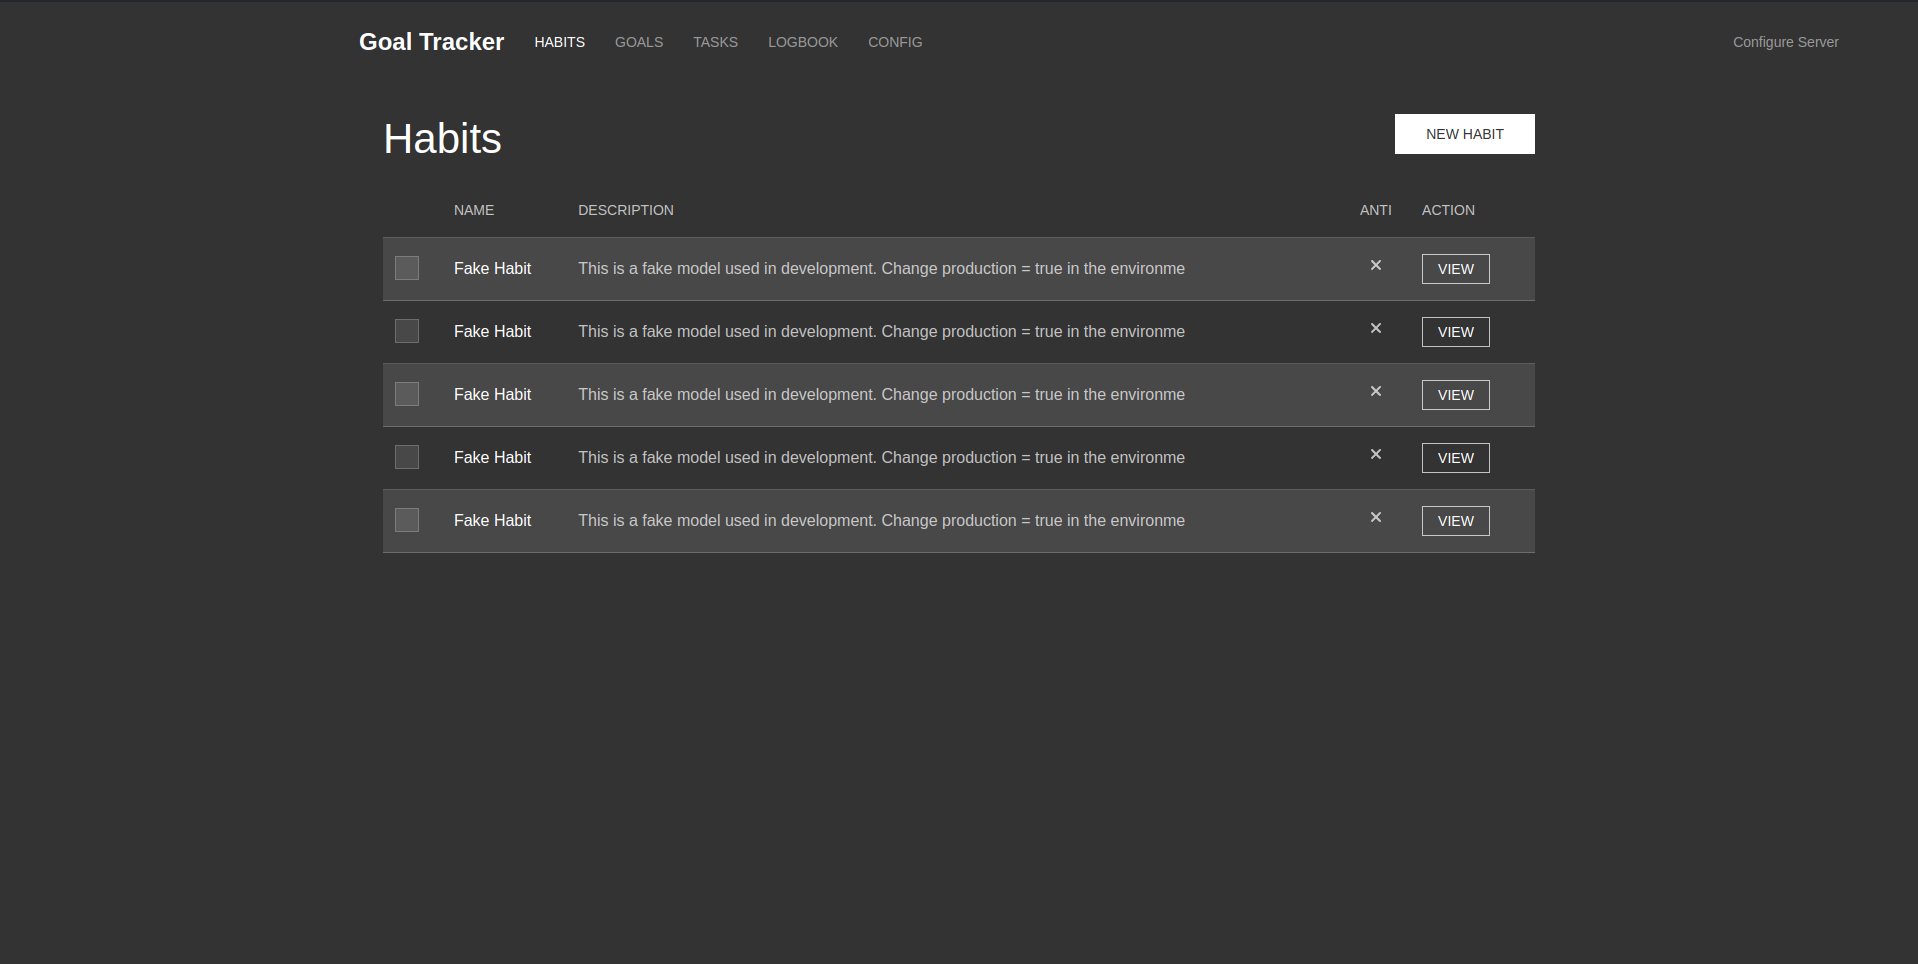 Goal Tracker HABITS GOALS TASKS LOGBOOK CONFIG Configure Server
Habits NEW HABIT
NAME DESCRIPTION ANTI ACTION
Fake Habit This is a fake model used in development. Change production = true in the environme VIEW
Fake Habit This is a fake model used in development. Change production = true in the environme VIEW
Fake Habit This is a fake model used in development. Change production = true in the environme VIEW
Fake Habit This is a fake model used in development. Change production = true in the environme VIEW
Fake Habit This is a fake model used in development. Change production = true in the environme VIEW